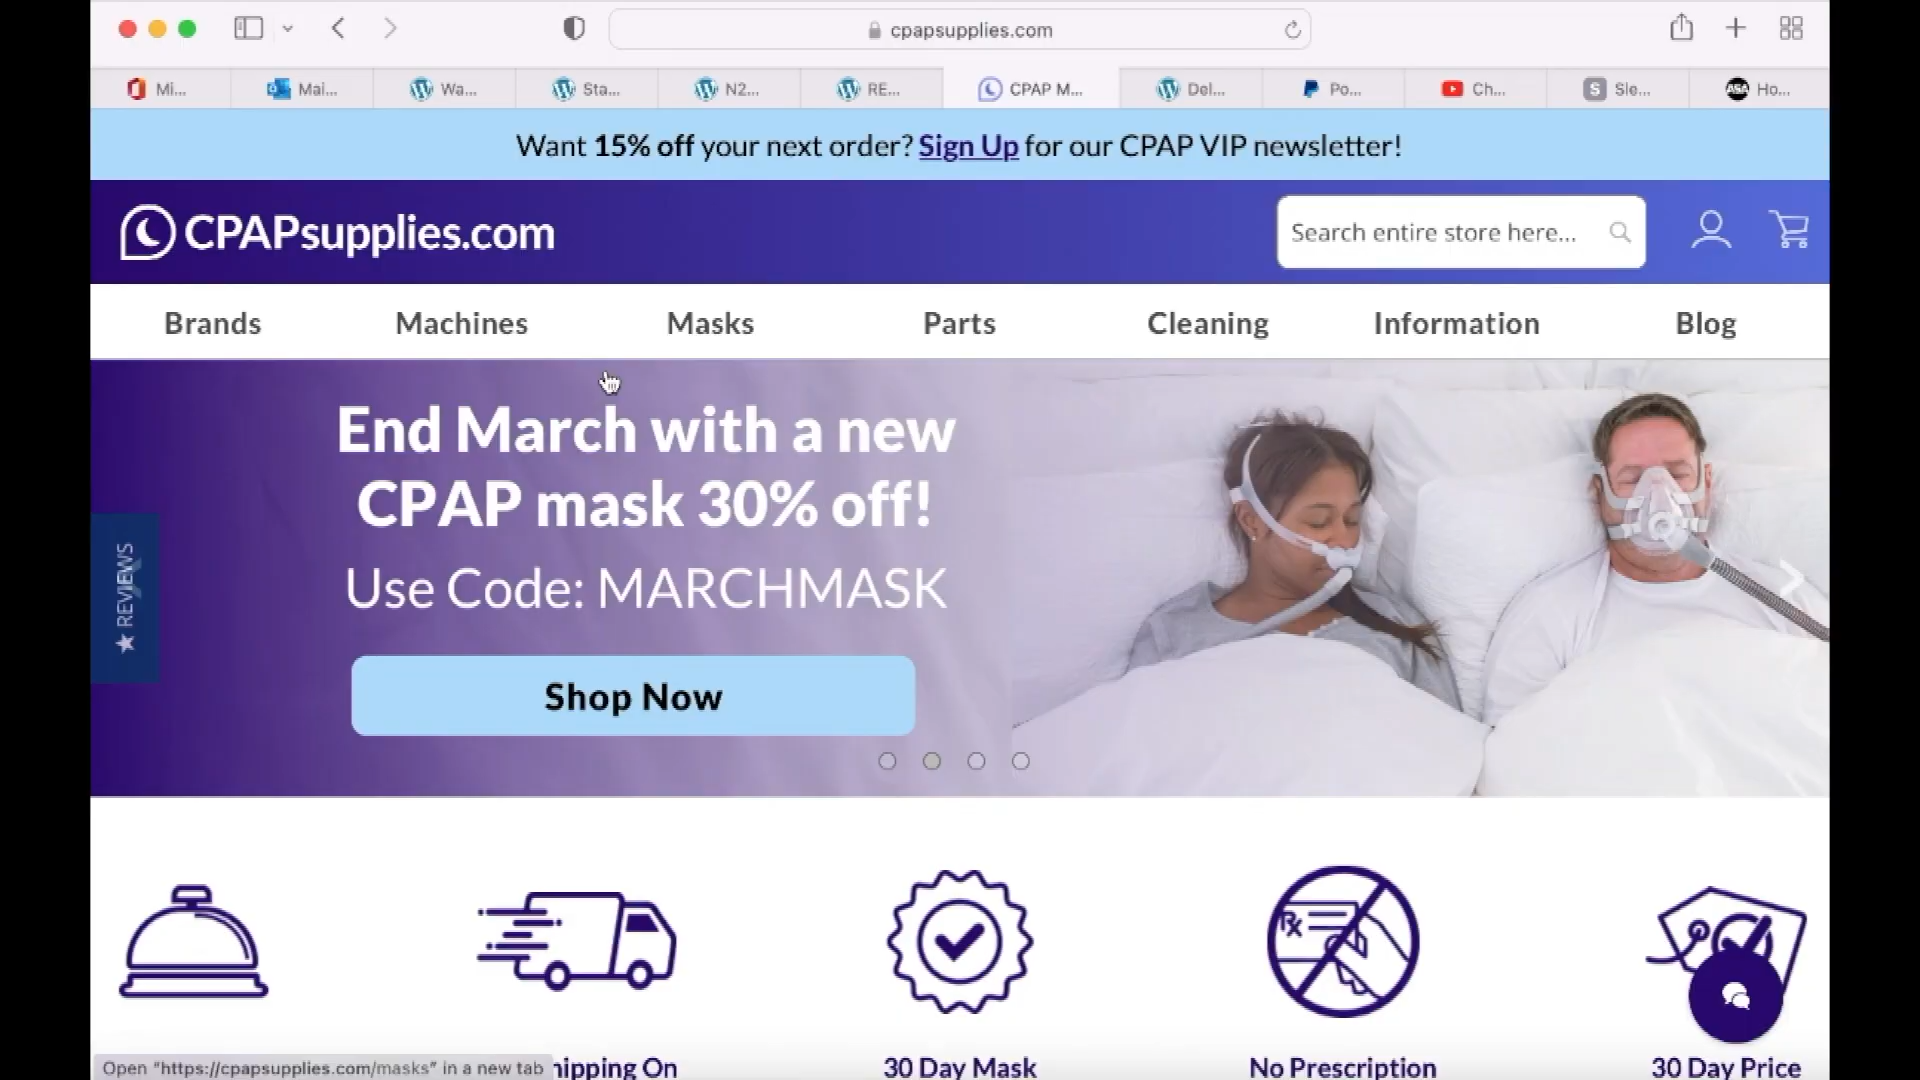 cpapsupplies.com
Mi...
Mai...
Wa...
Sta...
N2...
RE...
CPAP M...
Del...
Po...
Ch...
S
Sle...
ASA
Ho...
Want 15% off your next order? Sign Up for our CPAP VIP newsletter!
CPAPsupplies.com
Search entire store here...
Brands
Machines
Masks
Parts
Cleaning
Information
Blog
End March with a new
CPAP mask 30% off!
Use Code: MARCHMASK
Shop Now
★ REVIEWS
Rx
hipping On
30 Day Mask
No Prescription
30 Day Price
Open "https://cpapsupplies.com/masks" in a new tab